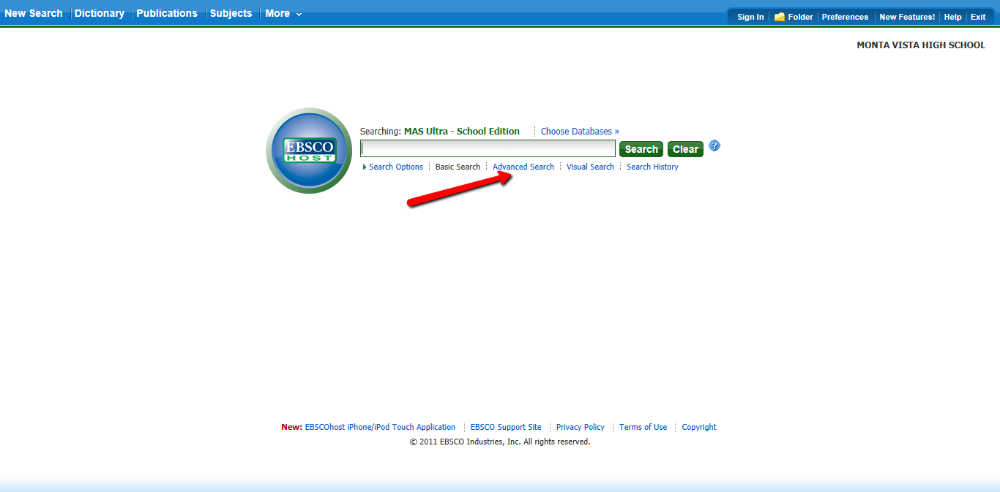 New Search Dictionary Publications Subjects More
Sign In Folder Preferences New Features! Help Exit
MONTA VISTA HIGH SCHOOL
EBSCO
HOST
Searching: MAS Ultra - School Edition Choose Databases »
Search Clear ?
Search Options Basic Search Advanced Search Visual Search Search History
New: EBSCOhost iPhone/iPod Touch Application EBSCO Support Site Privacy Policy Terms of Use Copyright
© 2011 EBSCO Industries, Inc. All rights reserved.